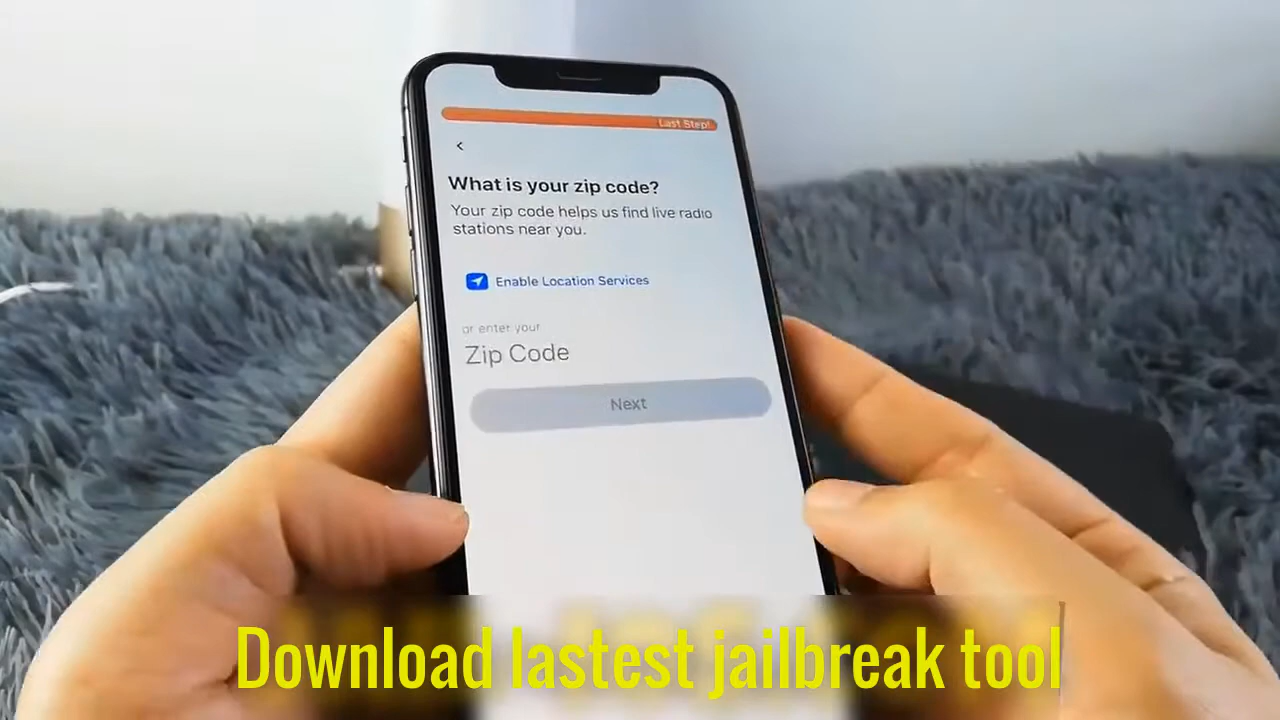 Last Step!
<
What is your zip code?
Your zip code helps us find live radio
stations near you.
Enable Location Services
or enter your
Zip Code
Next
Download lastest jailbreak tool